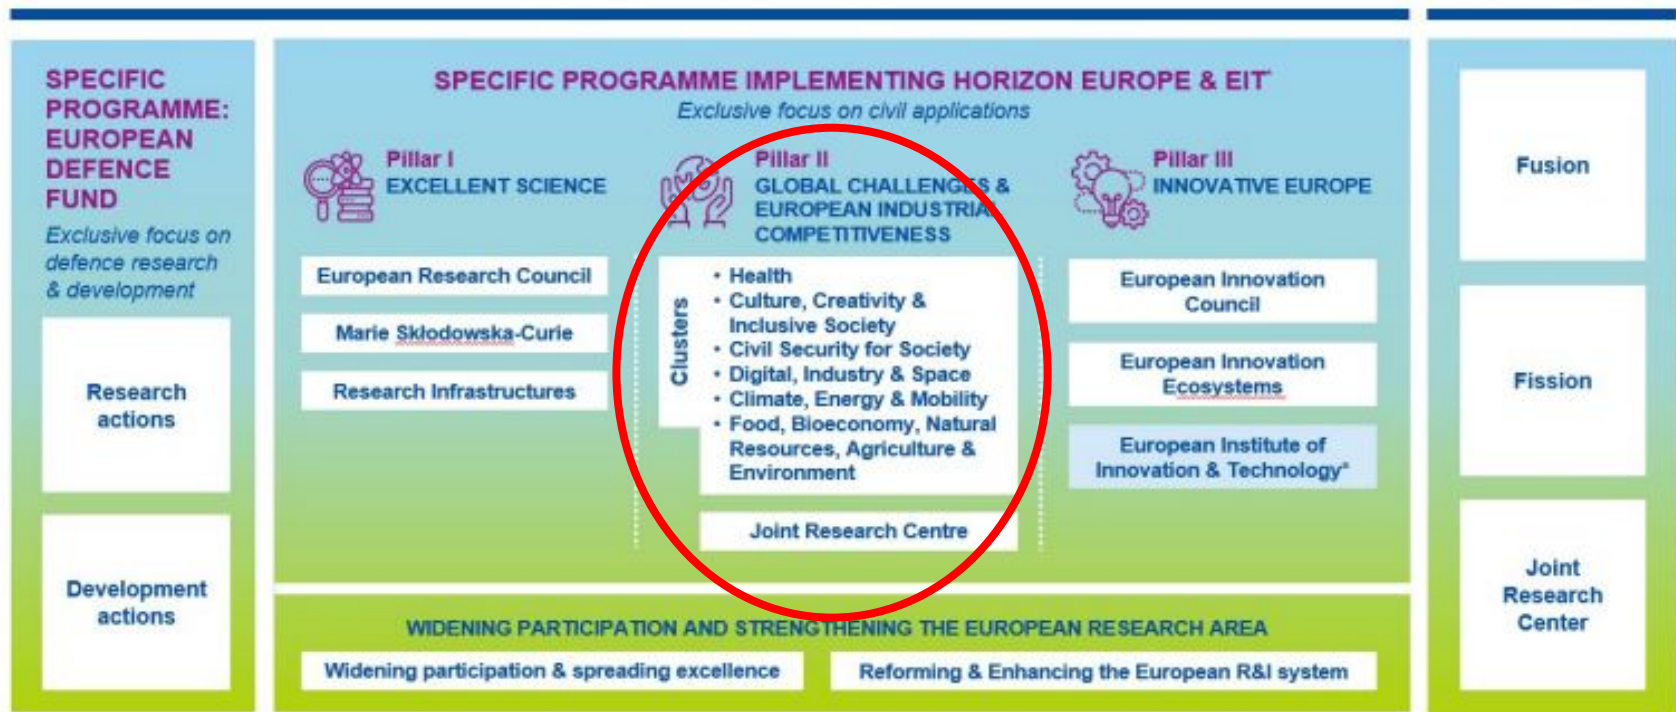 SPECIFIC
PROGRAMME:
EUROPEAN
DEFENCE
FUND
Exclusive focus on
defence research
& development
Research
actions
Development
actions
SPECIFIC PROGRAMME IMPLEMENTING HORIZON EUROPE & EIT*
Exclusive focus on civil applications
Pillar I
EXCELLENT SCIENCE
European Research Council
Marie Skłodowska-Curie
Research Infrastructures
Pillar II
GLOBAL CHALLENGES &
EUROPEAN INDUSTRIAL
COMPETITIVENESS
Clusters
• Health
• Culture, Creativity &
Inclusive Society
• Civil Security for Society
• Digital, Industry & Space
• Climate, Energy & Mobility
• Food, Bioeconomy, Natural
Resources, Agriculture &
Environment
Joint Research Centre
Pillar III
INNOVATIVE EUROPE
European Innovation
Council
European Innovation
Ecosystems
European Institute of
Innovation & Technology*
WIDENING PARTICIPATION AND STRENGTHENING THE EUROPEAN RESEARCH AREA
Widening participation & spreading excellence
Reforming & Enhancing the European R&I system
Fusion
Fission
Joint
Research
Center